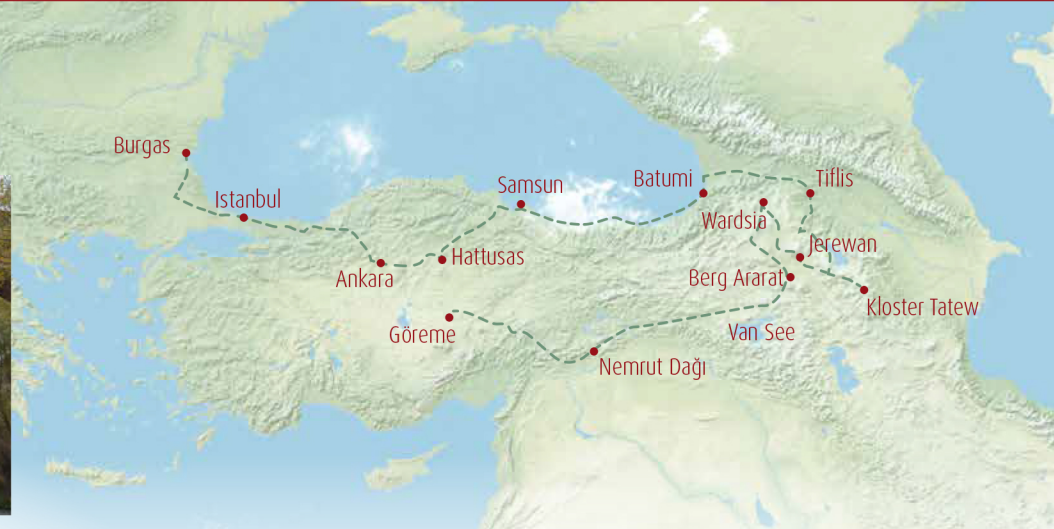 Burgas
Istanbul
Samsun
Batumi
Tiflis
Wardsia
Jerewan
Hattusas
Ankara
Berg Ararat
Kloster Tatew
Göreme
Van See
Nemrut Dağı